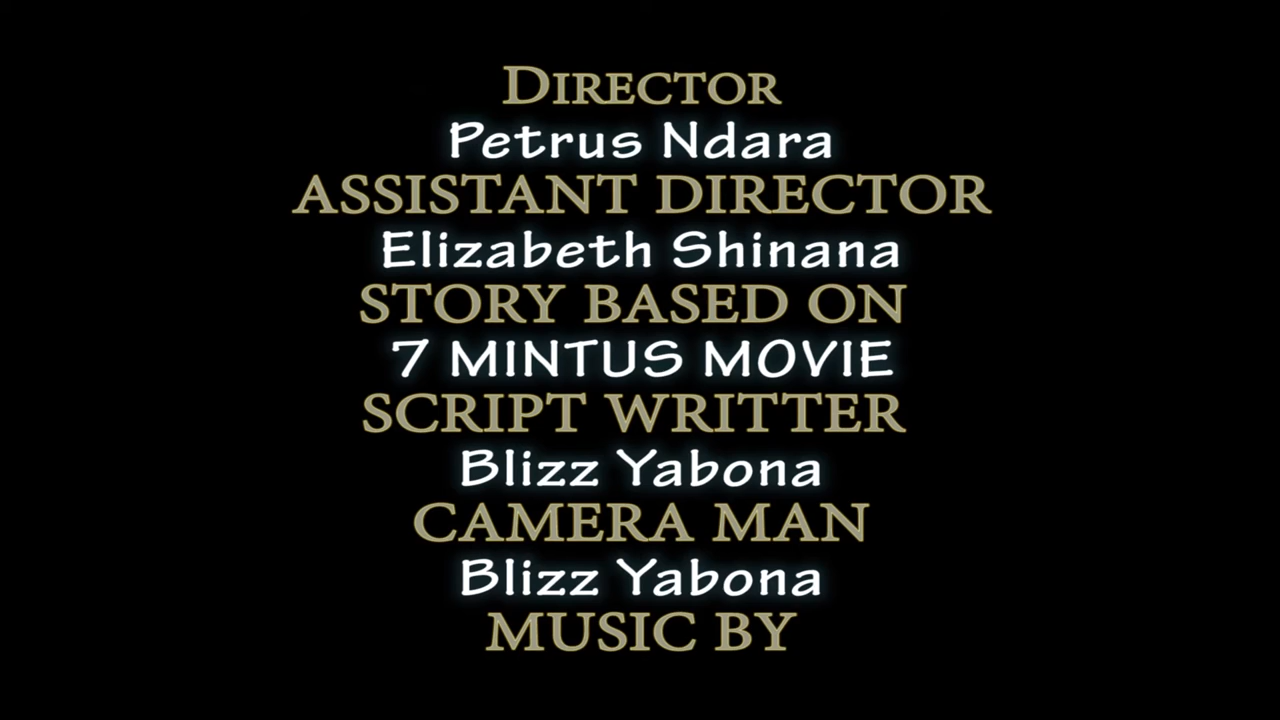 Director
Petrus Ndara
ASSISTANT DIRECTOR
Elizabeth Shinana
STORY BASED ON
7 MINTUS MOVIE
SCRIPT WRITTER
Blizz Yabona
CAMERA MAN
Blizz Yabona
MUSIC BY